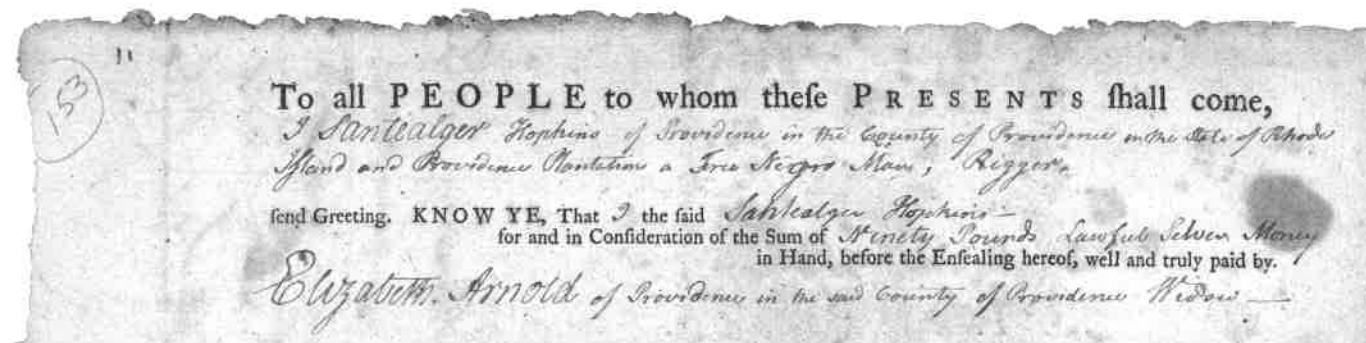 11
153
To all PEOPLE to whom theſe PRESENTS ſhall come,
I Santealger Hopkins of Providence in the County of Providence in the State of Rhode
Iſland and Providence Plantations a Free Negro Man, Rigger,
ſend Greeting. KNOW YE, That I the ſaid Santealger Hopkins —
for and in Conſideration of the Sum of Ninety Pounds Lawful Silver Money
in Hand, before the Enſealing hereof, well and truly paid by.
Elizabeth Arnold of Providence in the said County of Providence Widow —